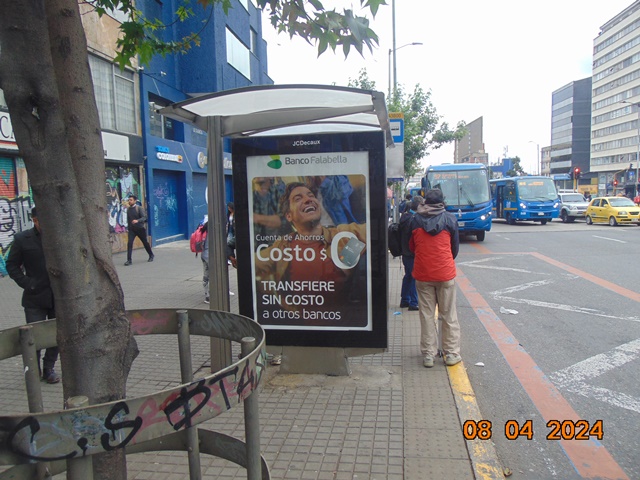 JCDecaux
Banco Falabella
Cuenta de Ahorros
Costo $0
TRANSFIERE
SIN COSTO
a otros bancos
08 04 2024